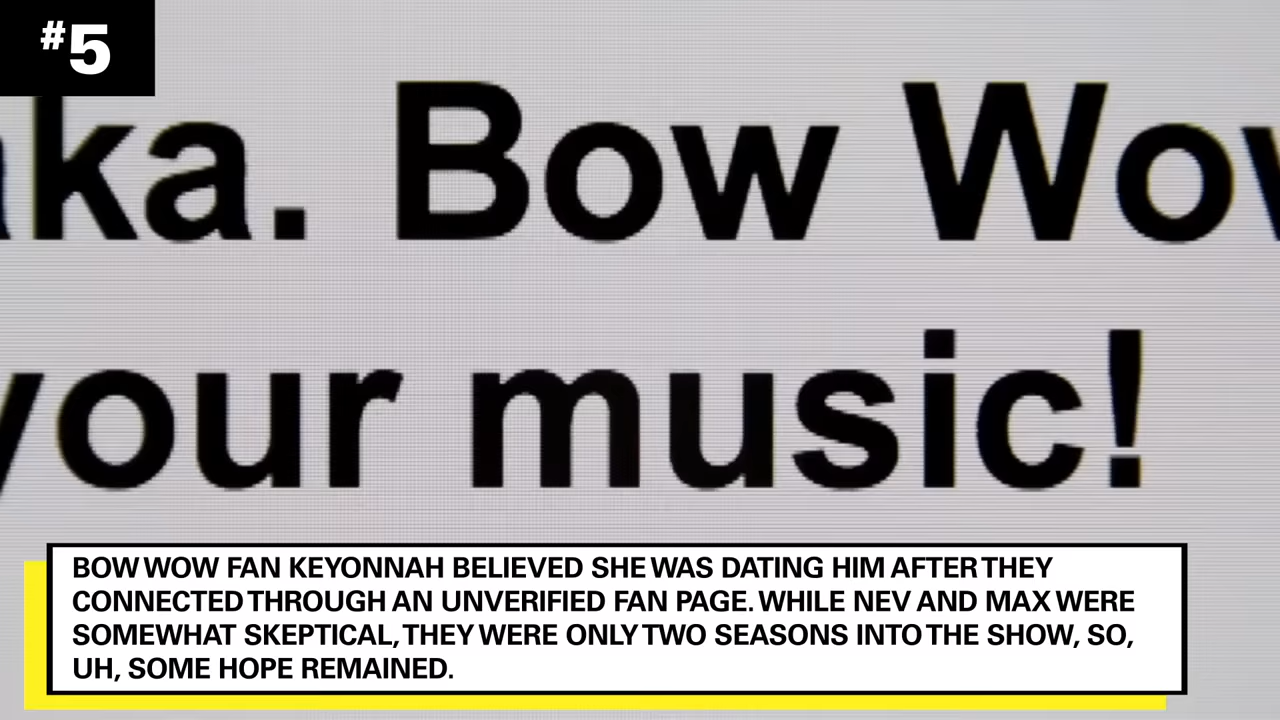 #5
aka. Bow Wow
your music!
BOW WOW FAN KEYONNAH BELIEVED SHE WAS DATING HIM AFTER THEY
CONNECTED THROUGH AN UNVERIFIED FAN PAGE. WHILE NEV AND MAX WERE
SOMEWHAT SKEPTICAL, THEY WERE ONLY TWO SEASONS INTO THE SHOW, SO,
UH, SOME HOPE REMAINED.